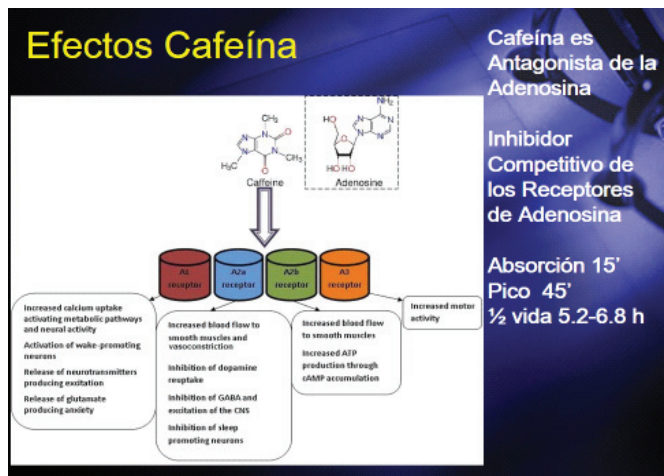 Efectos Cafeína
Cafeína es
Antagonista de la
Adenosina
Inhibidor
Competitivo de
los Receptores
de Adenosina
Absorción 15'
Pico 45'
½ vida 5.2-6.8 h
CH₃
O
N
N
N
N
H₃C
O
CH₃
Caffeine
NH₂
N
N
N
N
HO
O
HO
OH
Adenosine
A1
receptor
A2a
receptor
A2b
receptor
A3
receptor
Increased calcium uptake
activating metabolic pathways
and neural activity
Activation of wake-promoting
neurons
Release of neurotransmitters
producing excitation
Release of glutamate
producing anxiety
Increased blood flow to
smooth muscles and
vasoconstriction
Inhibition of dopamine
reuptake
Inhibition of GABA and
excitation of the CNS
Inhibition of sleep
promoting neurons
Increased blood flow
to smooth muscles
Increased ATP
production through
cAMP accumulation
Increased motor
activity